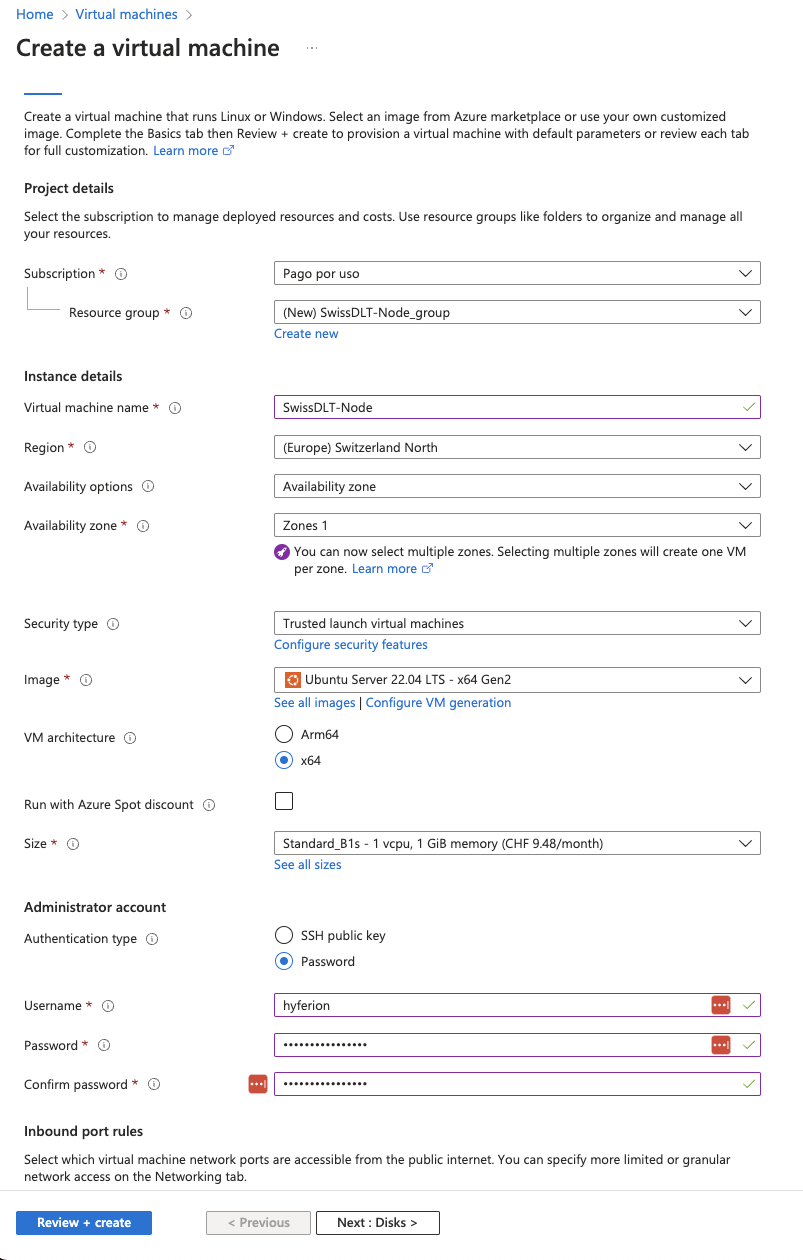 Home > Virtual machines >
Create a virtual machine ...
Create a virtual machine that runs Linux or Windows. Select an image from Azure marketplace or use your own customized
image. Complete the Basics tab then Review + create to provision a virtual machine with default parameters or review each tab
for full customization. Learn more
Project details
Select the subscription to manage deployed resources and costs. Use resource groups like folders to organize and manage all
your resources.
Subscription * Pago por uso
Resource group * (New) SwissDLT-Node_group
Create new
Instance details
Virtual machine name * SwissDLT-Node
Region * (Europe) Switzerland North
Availability options Availability zone
Availability zone * Zones 1
You can now select multiple zones. Selecting multiple zones will create one VM
per zone. Learn more
Security type Trusted launch virtual machines
Configure security features
Image * Ubuntu Server 22.04 LTS - x64 Gen2
See all images | Configure VM generation
VM architecture Arm64
x64
Run with Azure Spot discount
Size * Standard_B1s - 1 vcpu, 1 GiB memory (CHF 9.48/month)
See all sizes
Administrator account
Authentication type SSH public key
Password
Username * hyferion
Password * ••••••••••••••••
Confirm password * ••••••••••••••••
Inbound port rules
Select which virtual machine network ports are accessible from the public internet. You can specify more limited or granular
network access on the Networking tab.
Review + create < Previous Next : Disks >